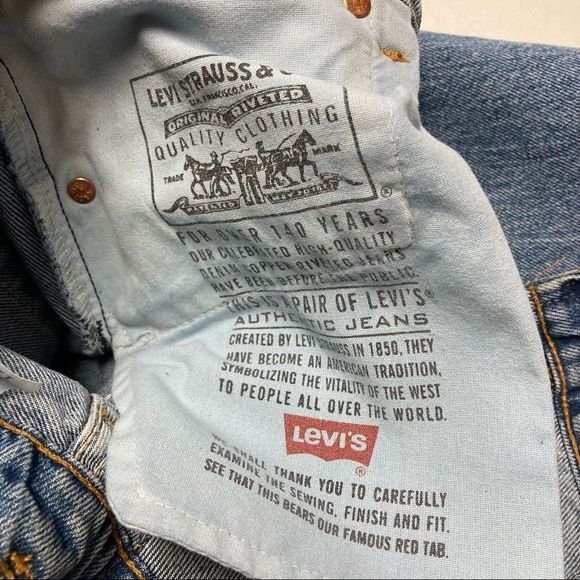 LEVI STRAUSS & C
SAN FRANCISCO, CAL.
ORIGINAL RIVETED
QUALITY CLOTHING
TRADE MARK
®
FOR OVER 140 YEARS
OUR CELEBRATED HIGH-QUALITY
DENIM COPPER RIVETED JEANS
HAVE BEEN BEFORE THE PUBLIC.
THIS IS A PAIR OF LEVI'S®
AUTHENTIC JEANS
CREATED BY LEVI STRAUSS IN 1850, THEY
HAVE BECOME AN AMERICAN TRADITION,
SYMBOLIZING THE VITALITY OF THE WEST
TO PEOPLE ALL OVER THE WORLD.
LEVI'S
®
SHALL THANK YOU TO CAREFULLY
EXAMINE THE SEWING, FINISH AND FIT.
SEE THAT THIS BEARS OUR FAMOUS RED TAB.